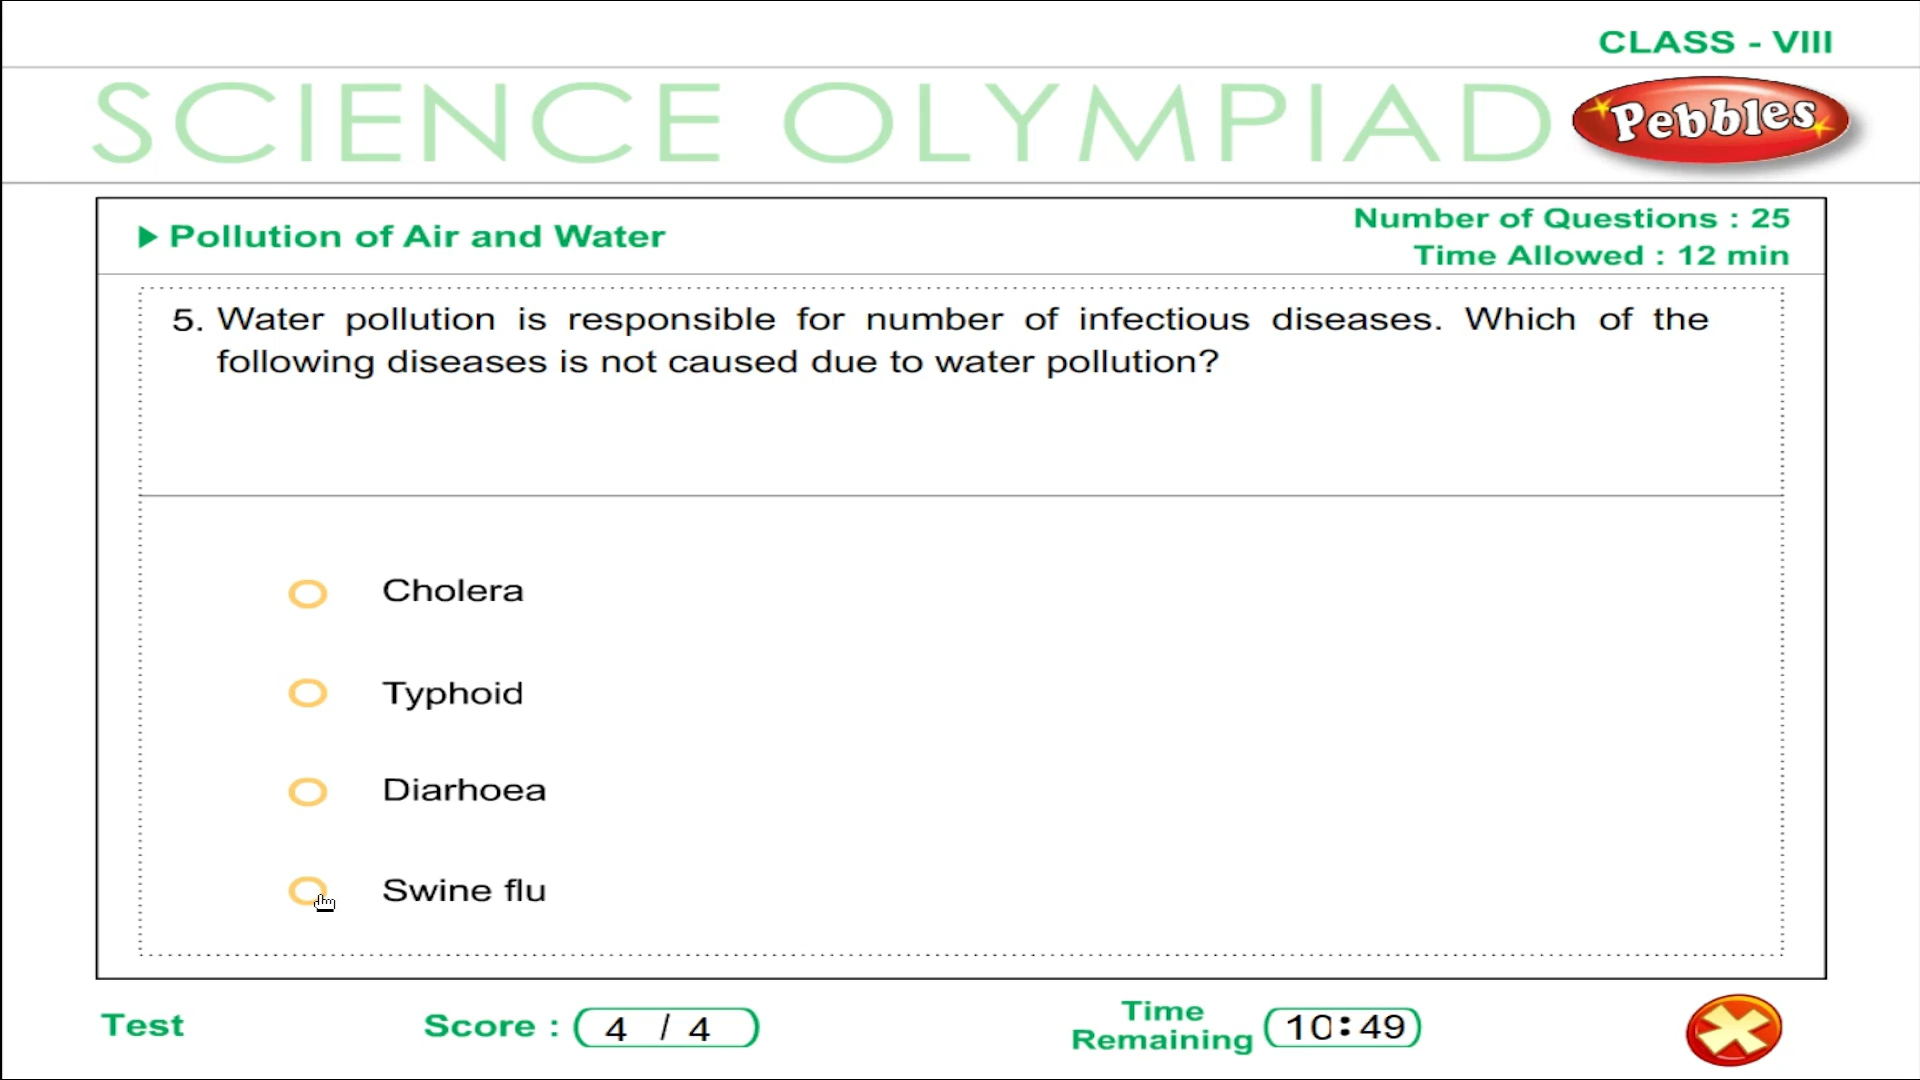 CLASS - VIII
SCIENCE OLYMPIAD
Pebbles
Pollution of Air and Water
Number of Questions : 25
Time Allowed : 12 min
5. Water pollution is responsible for number of infectious diseases. Which of the
following diseases is not caused due to water pollution?
Cholera
Typhoid
Diarhoea
Swine flu
Test
Score : 4 / 4
Time
Remaining
10:49